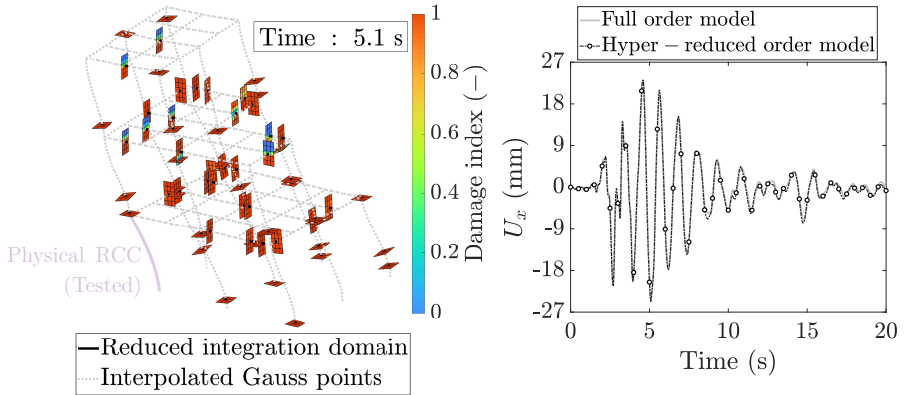 Time : 5.1 s
Physical RCC
(Tested)
1
0.8
0.6
0.4
0.2
0
Damage index (−)
Reduced integration domain
Interpolated Gauss points
Full order model
Hyper − reduced order model
27
18
9
0
-9
-18
-27
U_x (mm)
0 5 10 15 20
Time (s)